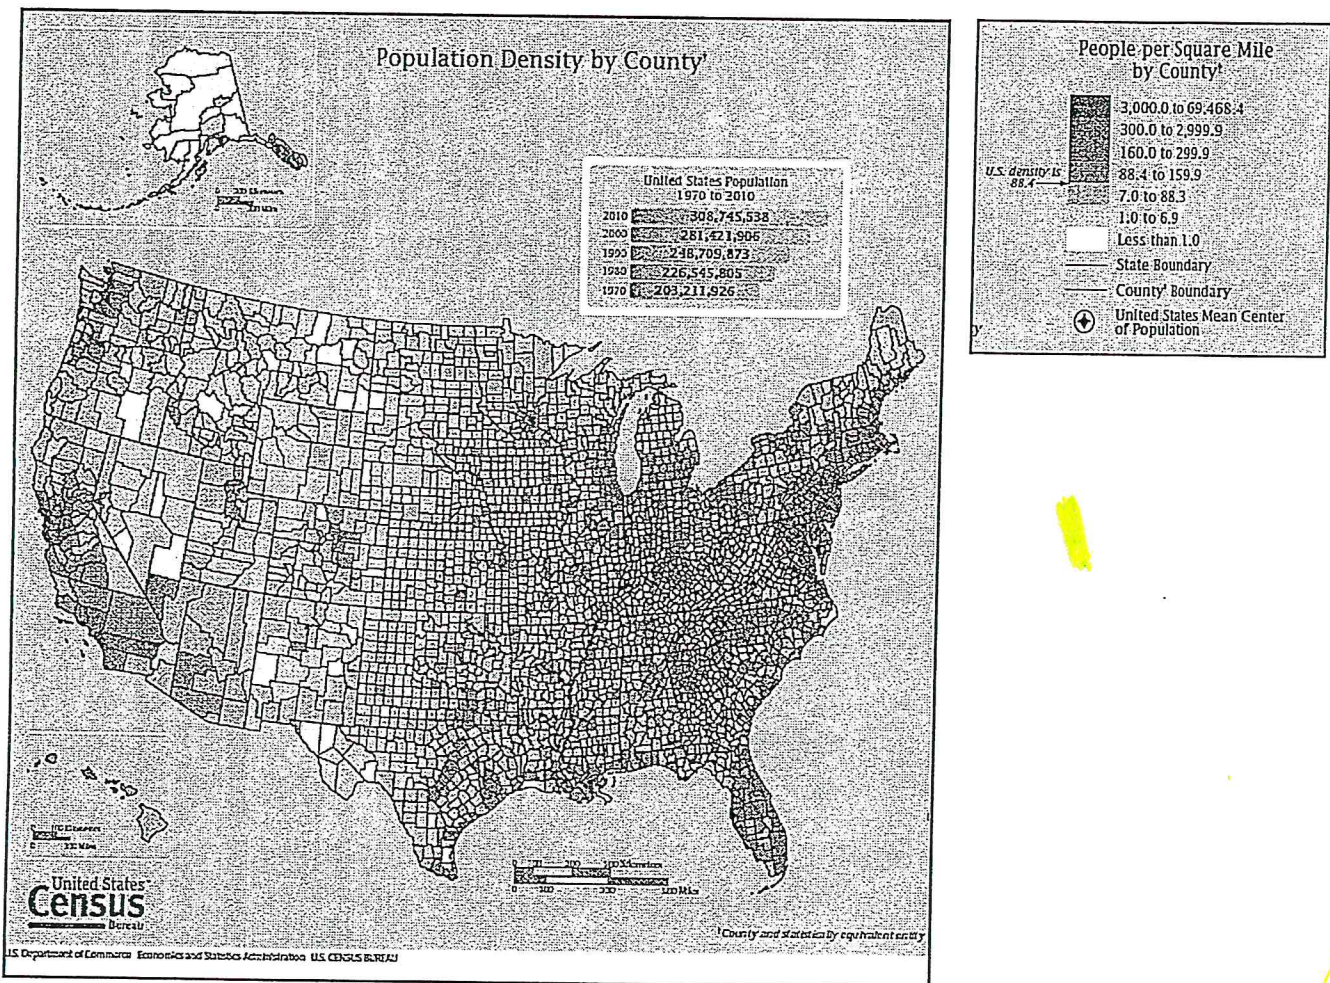 Population Density by County¹
United States Population
1970 to 2010
2010 308,745,538
2000 281,421,906
1990 248,709,873
1980 226,545,805
1970 203,211,926
United States
Census
Bureau
¹ County and statistically equivalent entity
U.S. Department of Commerce Economics and Statistics Administration U.S. CENSUS BUREAU
People per Square Mile
by County¹
3,000.0 to 69,468.4
300.0 to 2,999.9
160.0 to 299.9
88.4 to 159.9
U.S. density is
88.4
7.0 to 88.3
1.0 to 6.9
Less than 1.0
State Boundary
County¹ Boundary
United States Mean Center
of Population
y